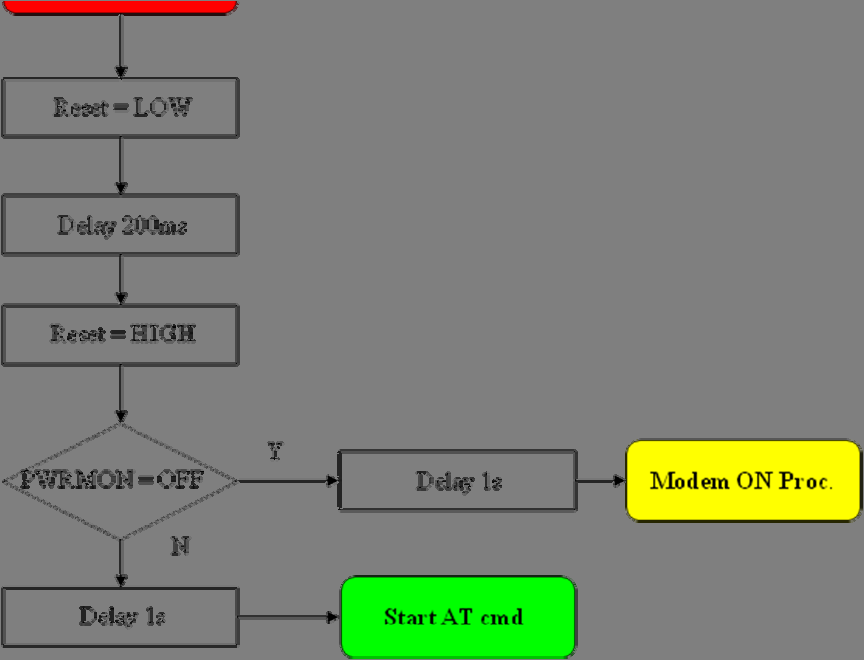 Reset = LOW
Delay 200ms
Reset = HIGH
PWRMON = OFF
Y
Delay 1s
Modem ON Proc.
N
Delay 1s
Start AT cmd